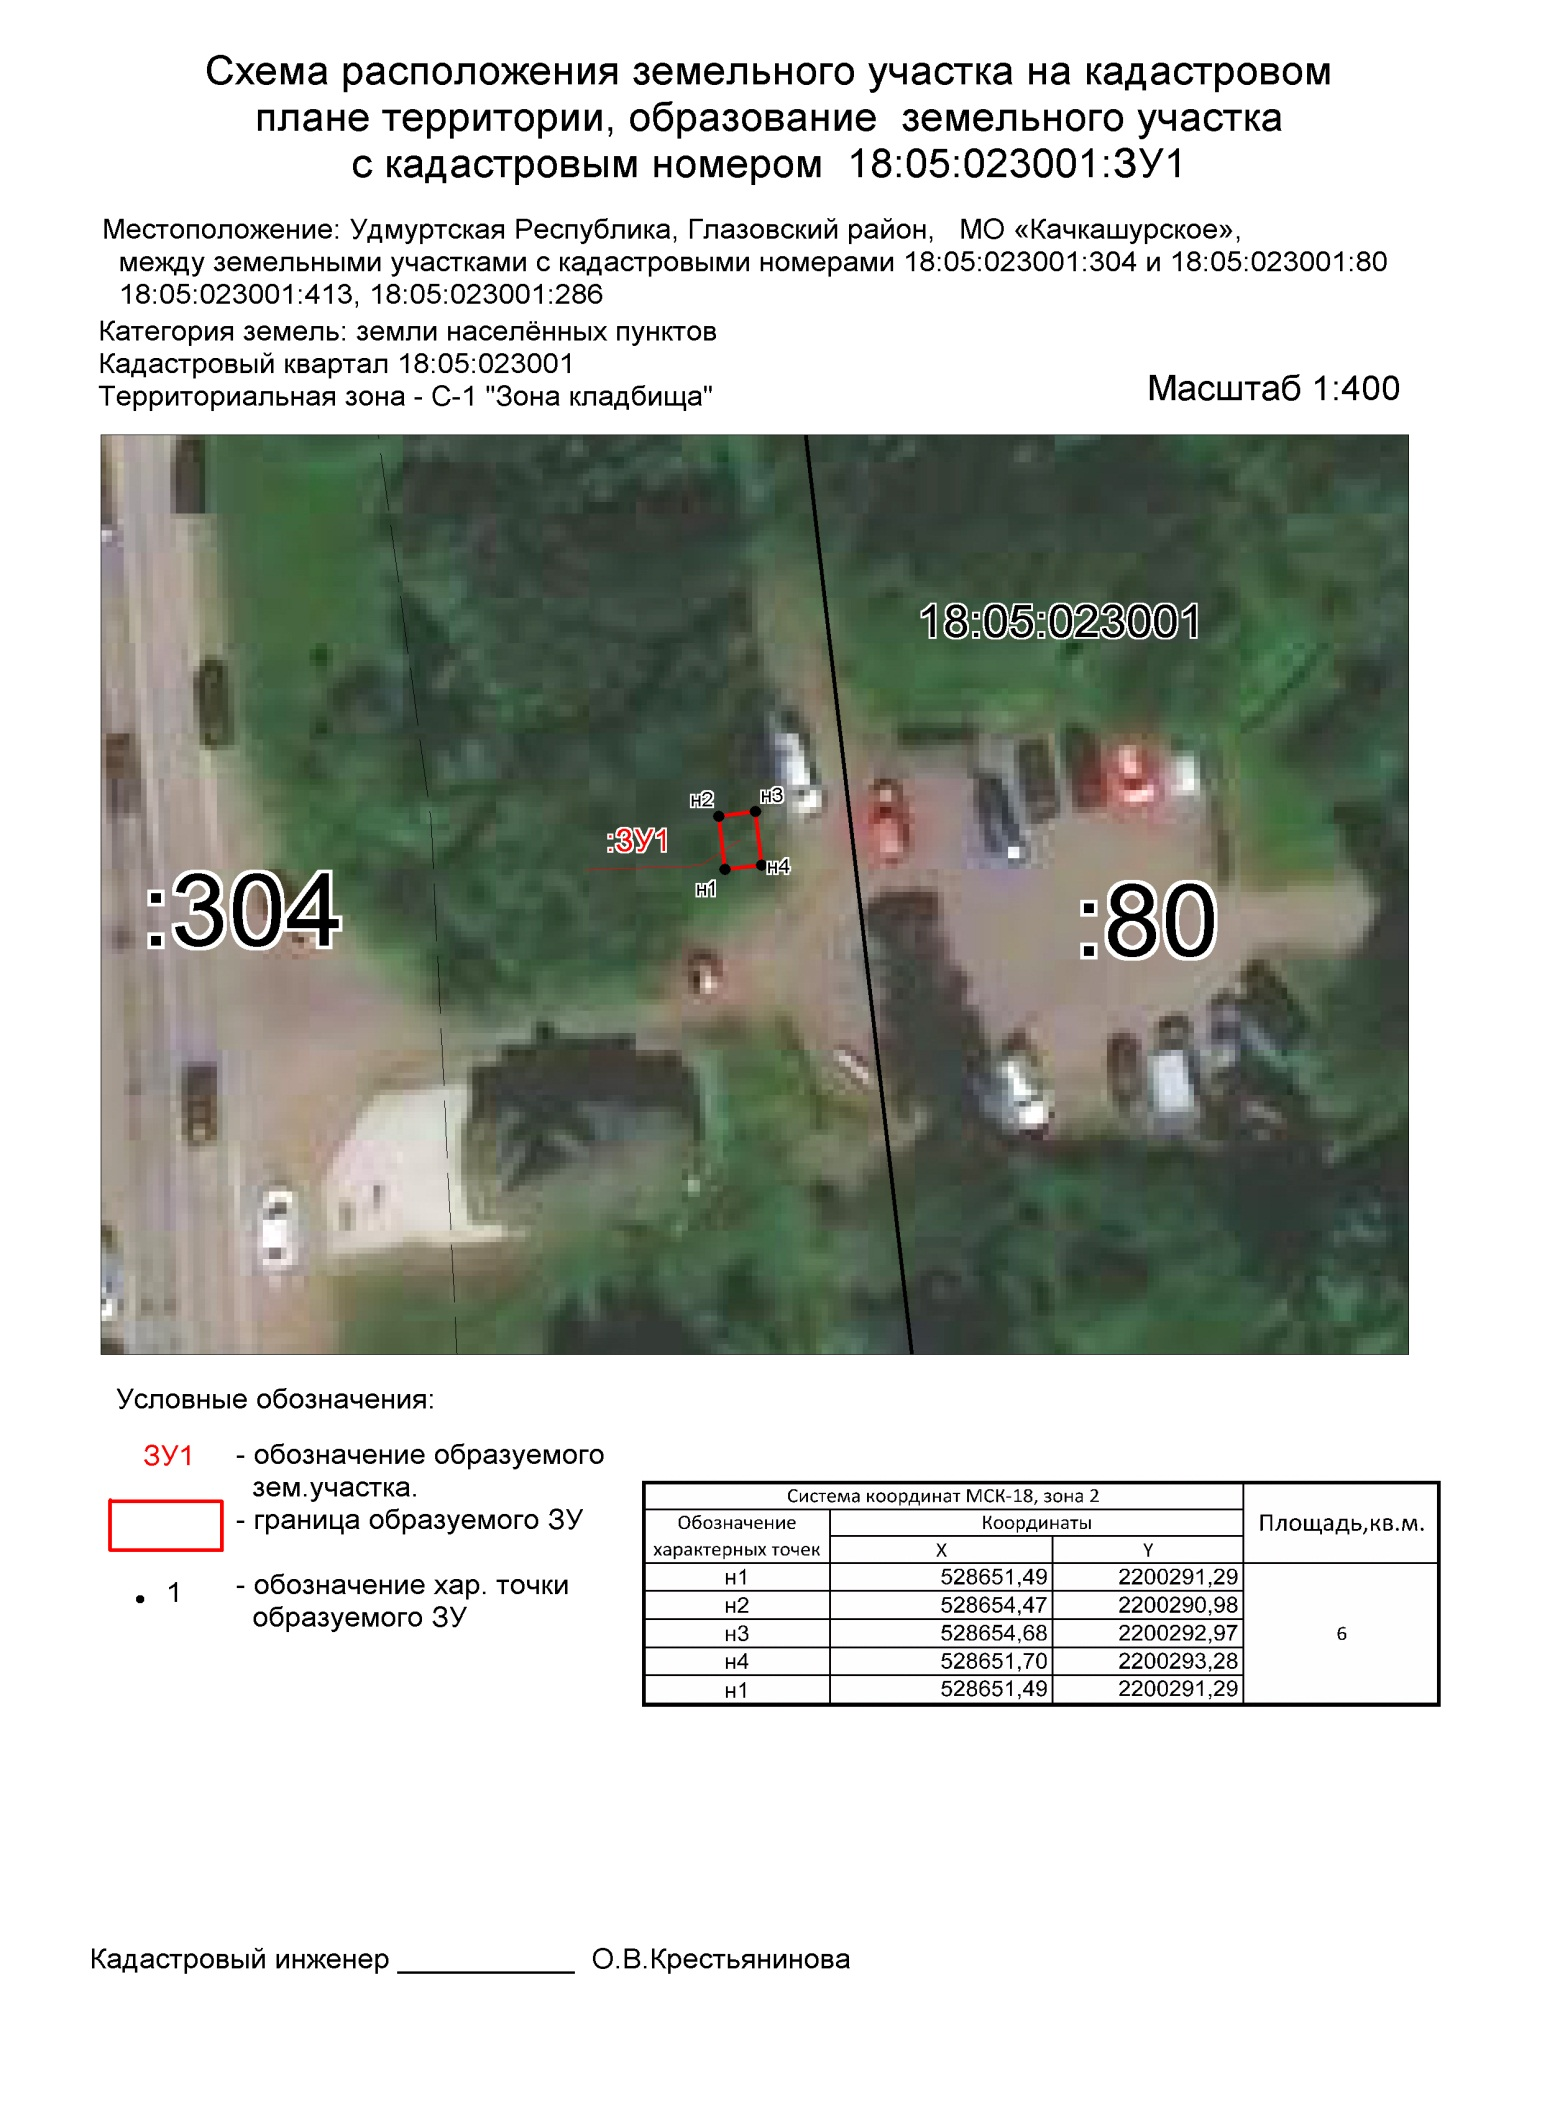 Схема расположения земельного участка на кадастровом
плане территории, образование земельного участка
с кадастровым номером 18:05:023001:ЗУ1
Местоположение: Удмуртская Республика, Глазовский район, МО «Качкашурское»,
между земельными участками с кадастровыми номерами 18:05:023001:304 и 18:05:023001:80
18:05:023001:413, 18:05:023001:286
Категория земель: земли населённых пунктов
Кадастровый квартал 18:05:023001
Территориальная зона - С-1 "Зона кладбища"
Масштаб 1:400
18:05:023001
н2
н3
:ЗУ1
н4
н1
:304
:80
Условные обозначения:
ЗУ1 - обозначение образуемого
зем.участка.
- граница образуемого ЗУ
1 - обозначение хар. точки
образуемого ЗУ
Система координат МСК-18, зона 2
Площадь,кв.м.
Обозначение
характерных точек
Координаты
X Y
н1 528651,49 2200291,29
н2 528654,47 2200290,98
н3 528654,68 2200292,97
6
н4 528651,70 2200293,28
н1 528651,49 2200291,29
Кадастровый инженер ___________ О.В.Крестьянинова